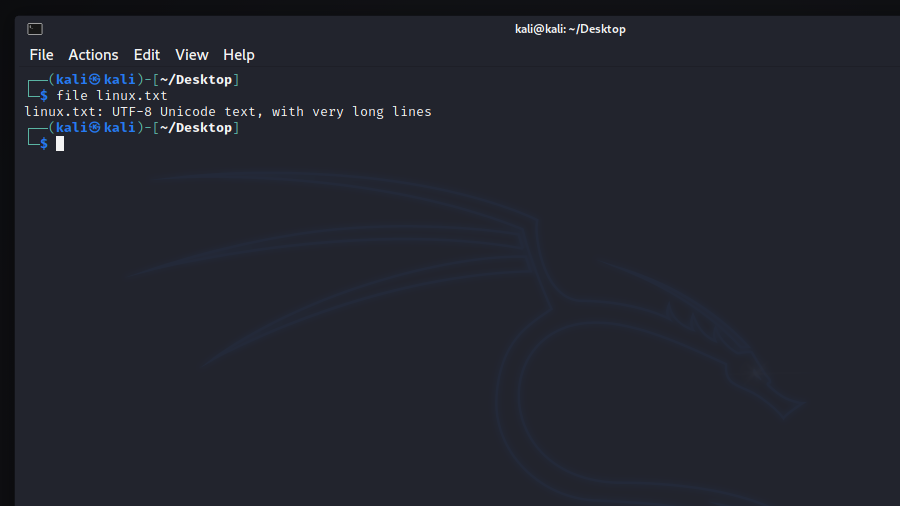 kali@kali: ~/Desktop
File Actions Edit View Help
┌──(kali㉿kali)-[~/Desktop]
└─$ file linux.txt
linux.txt: UTF-8 Unicode text, with very long lines
┌──(kali㉿kali)-[~/Desktop]
└─$